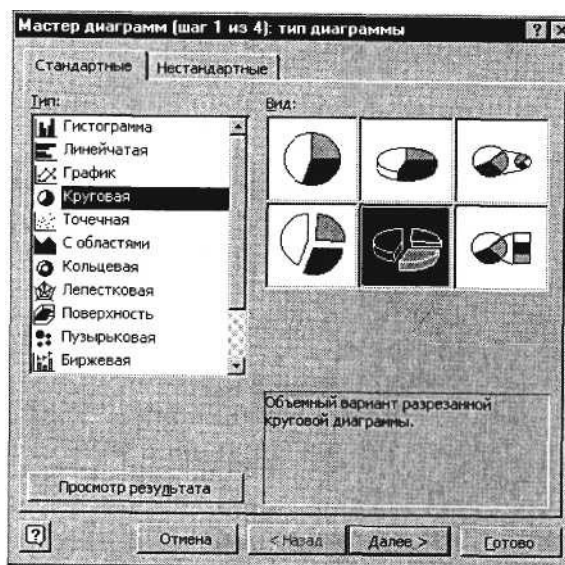 Мастер диаграмм (шаг 1 из 4): тип диаграммы
Стандартные
Нестандартные
Тип:
Вид:
Гистограмма
Линейчатая
График
Круговая
Точечная
С областями
Кольцевая
Лепестковая
Поверхность
Пузырьковая
Биржевая
Объемный вариант разрезанной
круговой диаграммы.
Просмотр результата
Отмена
< Назад
Далее >
Готово